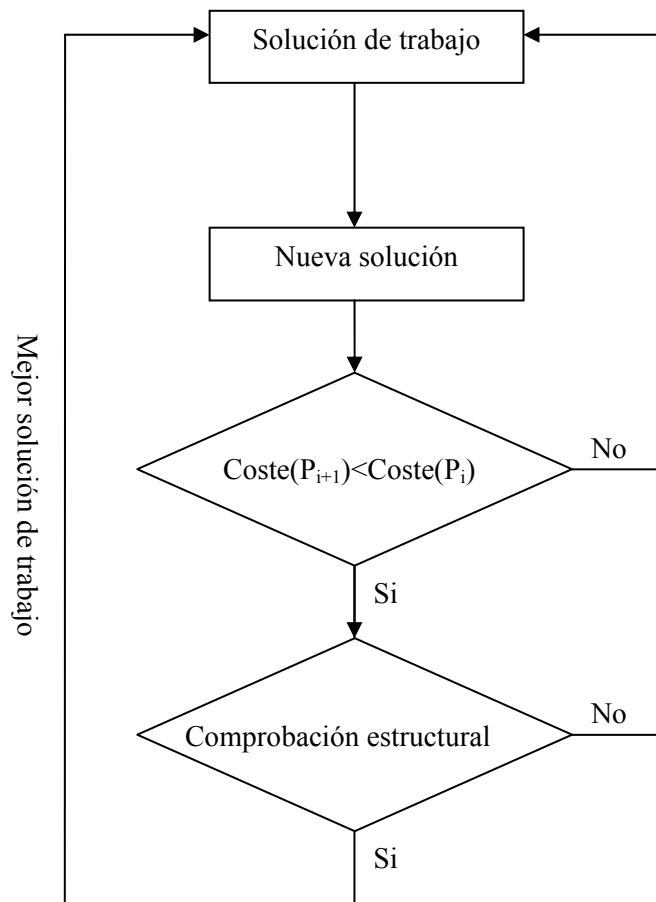 Solución de trabajo
Nueva solución
Coste(Pi+1)<Coste(Pi)
No
Si
Comprobación estructural
No
Si
Mejor solución de trabajo